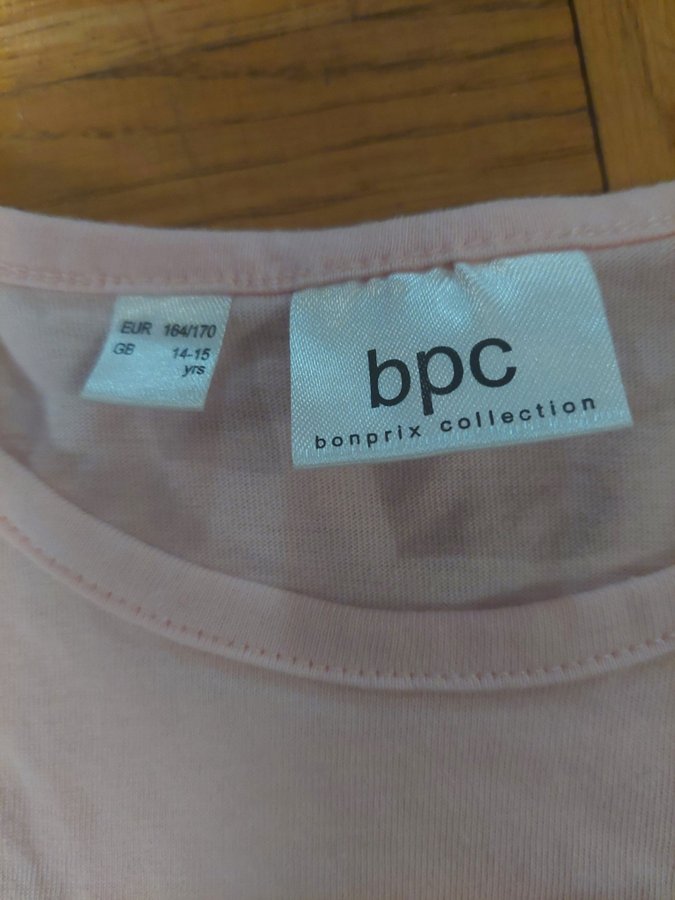 EUR 164/170
GB 14-15
yrs
bpc
bonprix collection